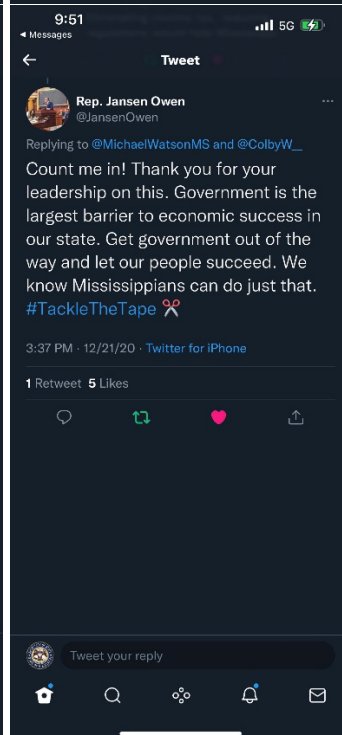 9:51
5G
◄ Messages
Tweet
Rep. Jansen Owen
@JansenOwen
Replying to @MichaelWatsonMS and @ColbyW__
Count me in! Thank you for your
leadership on this. Government is the
largest barrier to economic success in
our state. Get government out of the
way and let our people succeed. We
know Mississippians can do just that.
#TackleTheTape ✂️
3:37 PM · 12/21/20 · Twitter for iPhone
1 Retweet 5 Likes
Tweet your reply